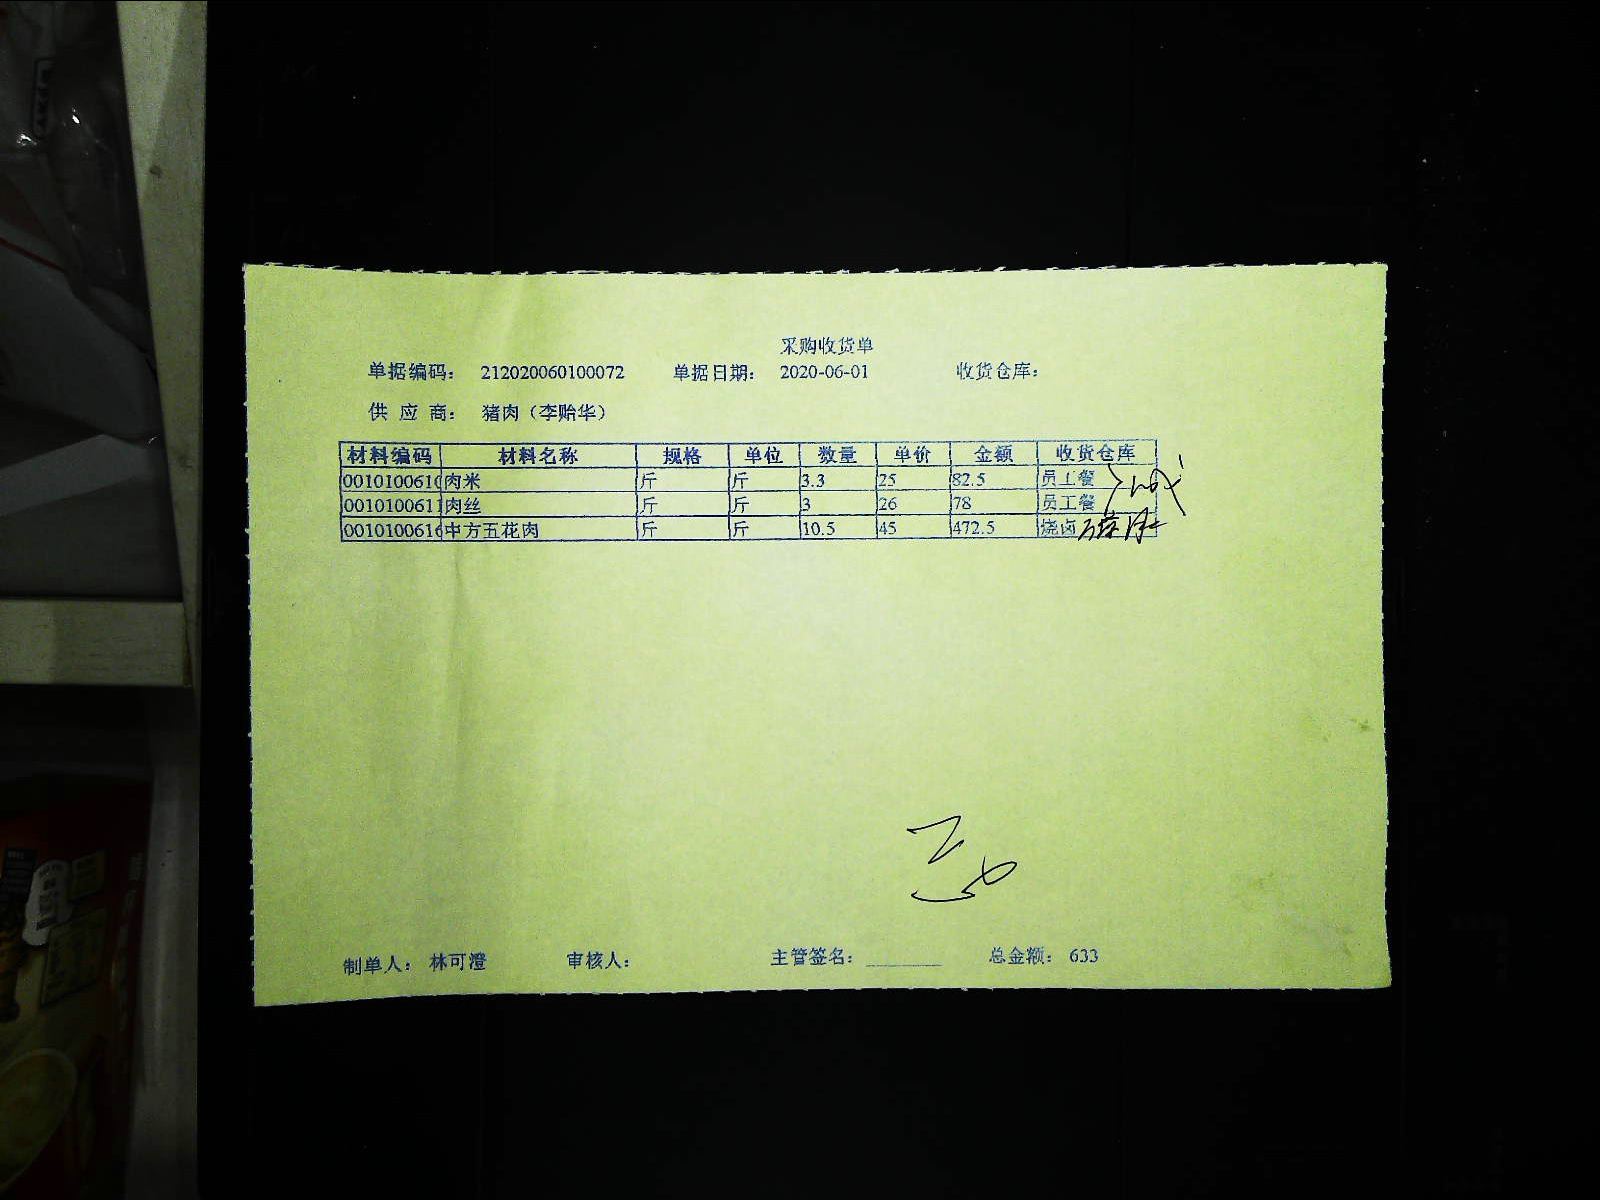 采购收货单
单据编码： 212020060100072 单据日期： 2020-06-01 收货仓库：
供 应 商： 猪肉（李贻华）
材料编码 材料名称 规格 单位 数量 单价 金额 收货仓库
0010100610 肉米 斤 斤 3.3 25 82.5 员工餐
0010100611 肉丝 斤 斤 3 26 78 员工餐
0010100616 中方五花肉 斤 斤 10.5 45 472.5 烧卤
制单人： 林可澄 审核人： 主管签名： 总金额： 633